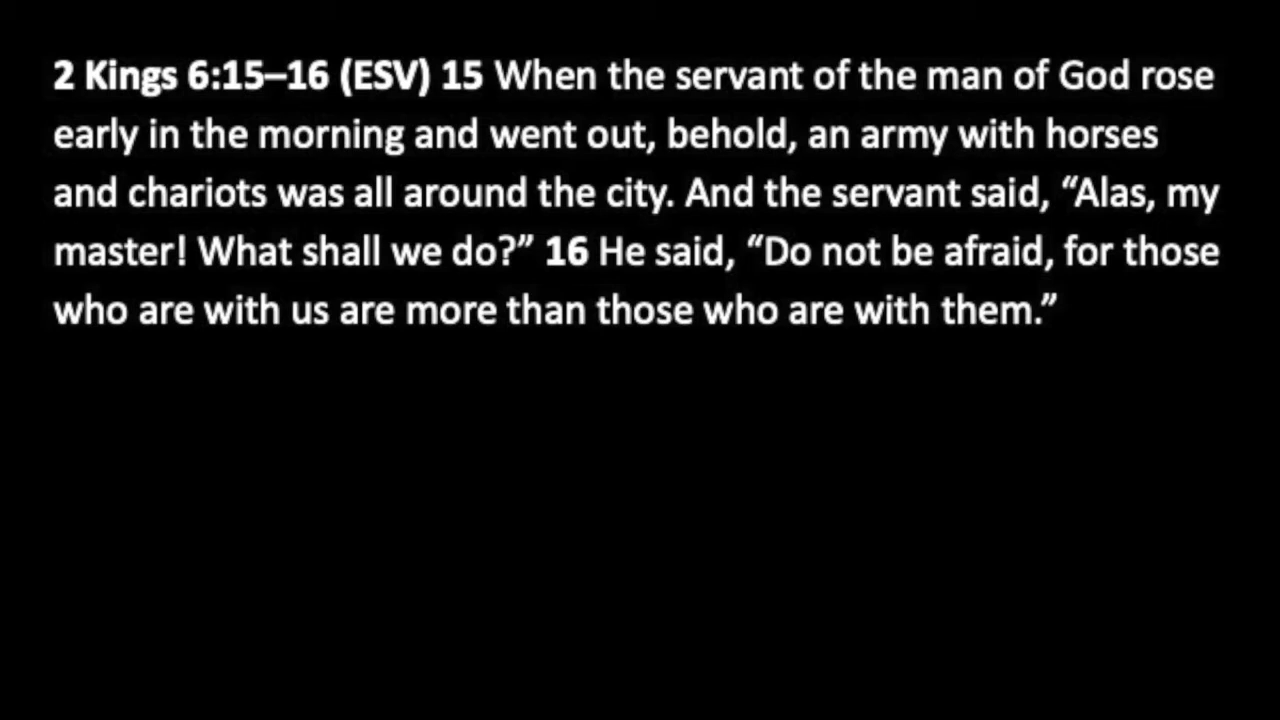 2 Kings 6:15–16 (ESV) 15 When the servant of the man of God rose
early in the morning and went out, behold, an army with horses
and chariots was all around the city. And the servant said, “Alas, my
master! What shall we do?” 16 He said, “Do not be afraid, for those
who are with us are more than those who are with them.”